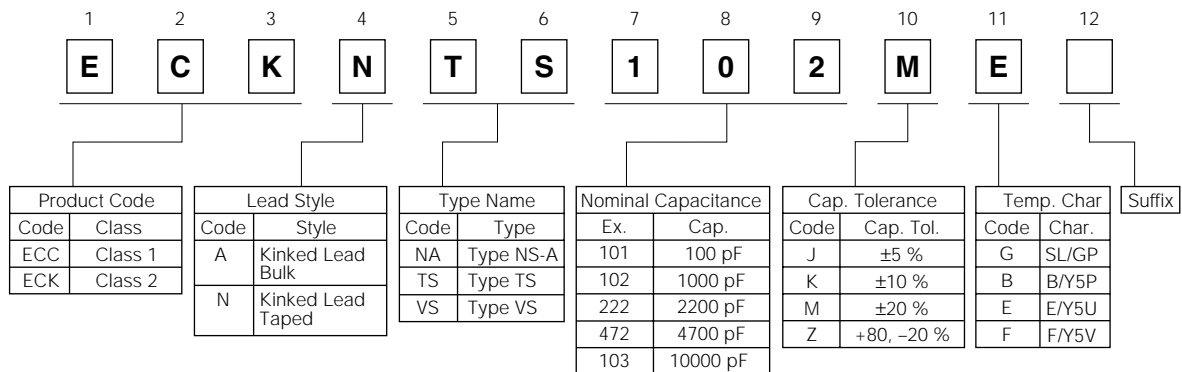 1 2 3 4 5 6 7 8 9 10 11 12
E C K N T S 1 0 2 M E
Product Code
Code Class
ECC Class 1
ECK Class 2
Lead Style
Code Style
A Kinked Lead
Bulk
N Kinked Lead
Taped
Type Name
Code Type
NA Type NS-A
TS Type TS
VS Type VS
Nominal Capacitance
Ex. Cap.
101 100 pF
102 1000 pF
222 2200 pF
472 4700 pF
103 10000 pF
Cap. Tolerance
Code Cap. Tol.
J ±5 %
K ±10 %
M ±20 %
Z +80, –20 %
Temp. Char
Code Char.
G SL/GP
B B/Y5P
E E/Y5U
F F/Y5V
Suffix